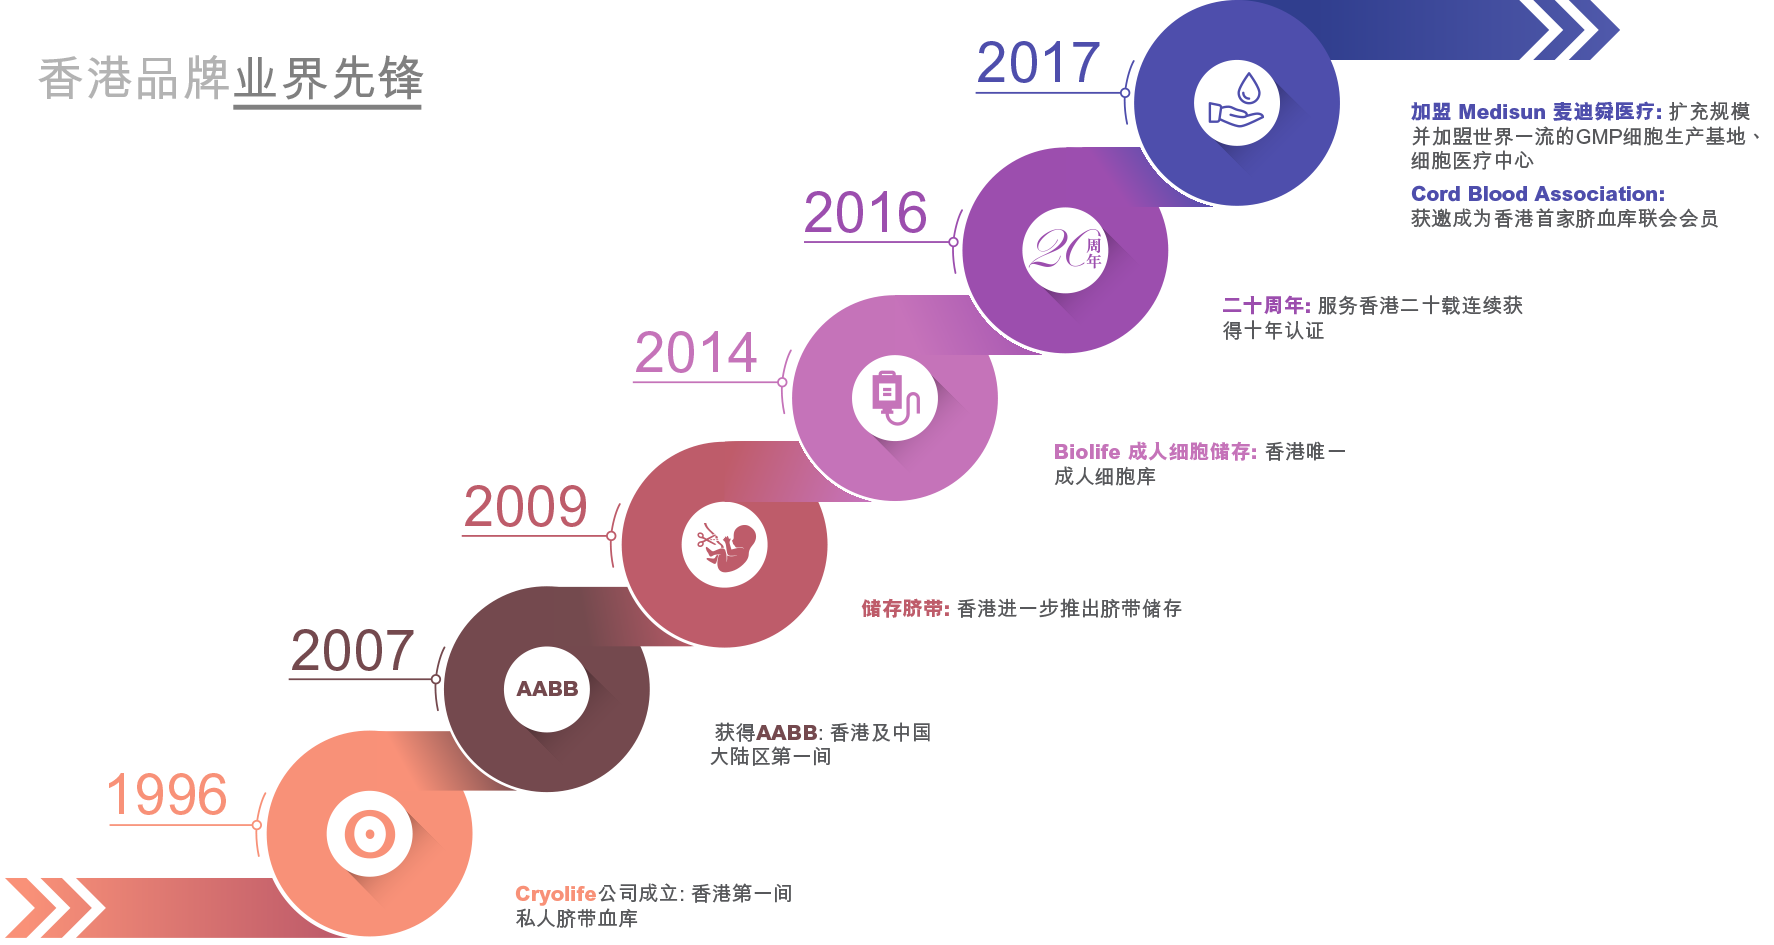 香港品牌业界先锋
2017
加盟 Medisun 麦迪舜医疗: 扩充规模
并加盟世界一流的GMP细胞生产基地、
细胞医疗中心
Cord Blood Association:
获邀成为香港首家脐血库联会会员
2016
20周年
二十周年: 服务香港二十载连续获
得十年认证
2014
Biolife 成人细胞储存: 香港唯一
成人细胞库
2009
储存脐带: 香港进一步推出脐带储存
2007
AABB
获得AABB: 香港及中国
大陆区第一间
1996
Cryolife公司成立: 香港第一间
私人脐带血库